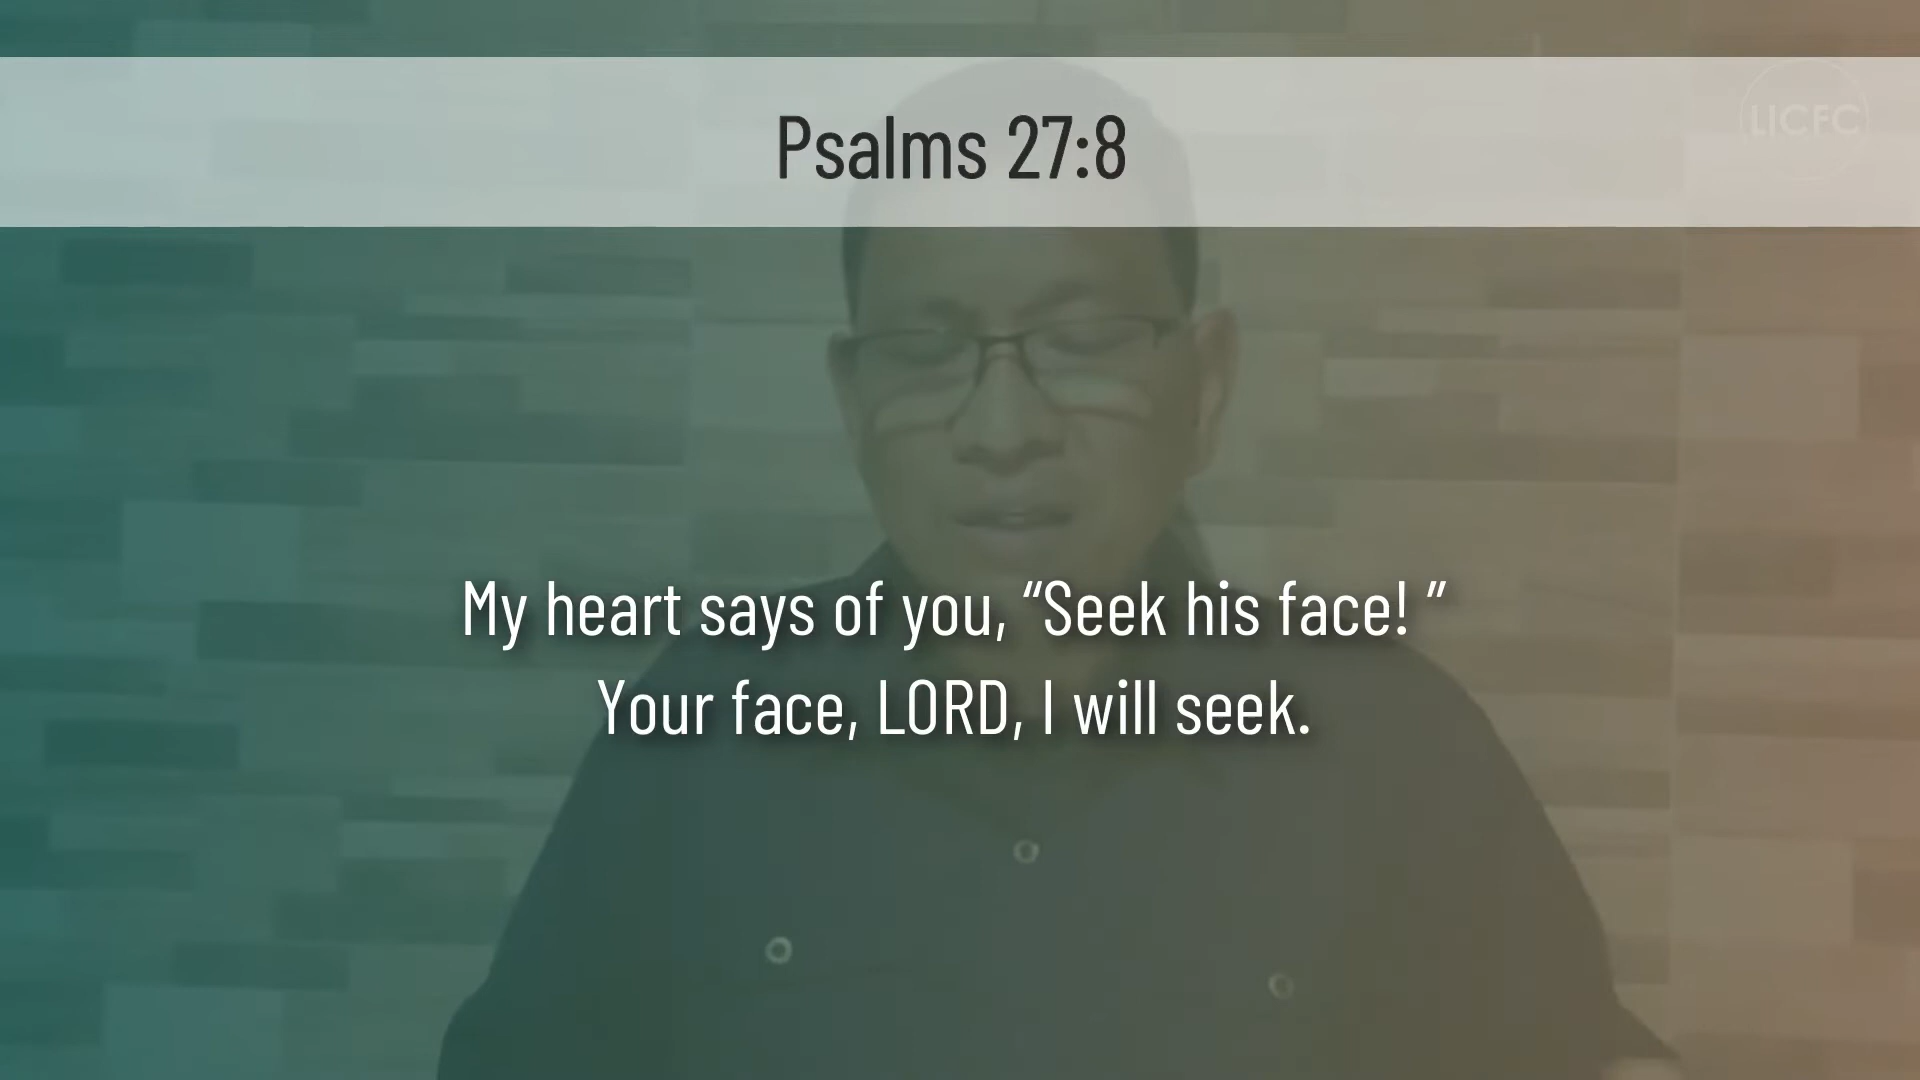 LICFC
Psalms 27:8
My heart says of you, “Seek his face! ”
Your face, LORD, I will seek.